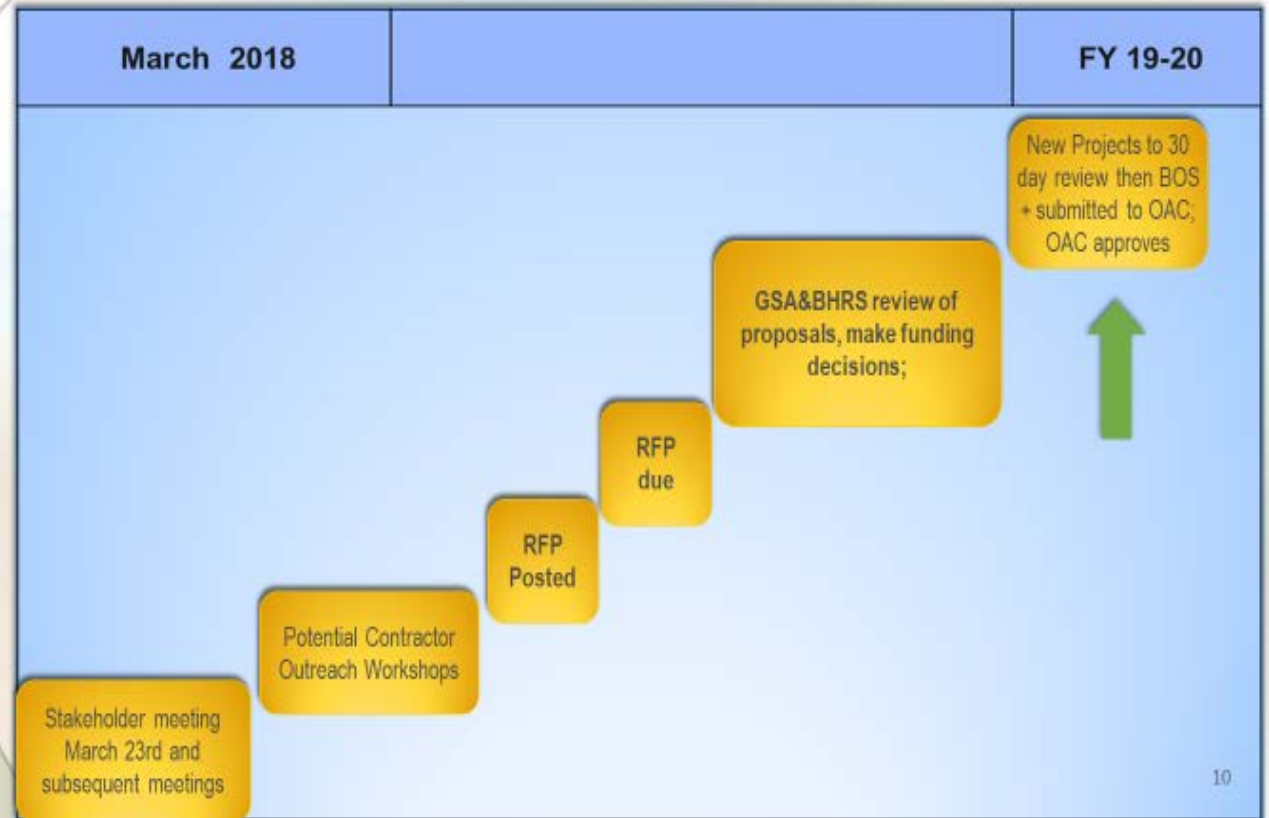 March 2018
FY 19-20
New Projects to 30
day review then BOS
+ submitted to OAC;
OAC approves
GSA&BHRS review of
proposals, make funding
decisions;
RFP
due
RFP
Posted
Potential Contractor
Outreach Workshops
Stakeholder meeting
March 23rd and
subsequent meetings
10